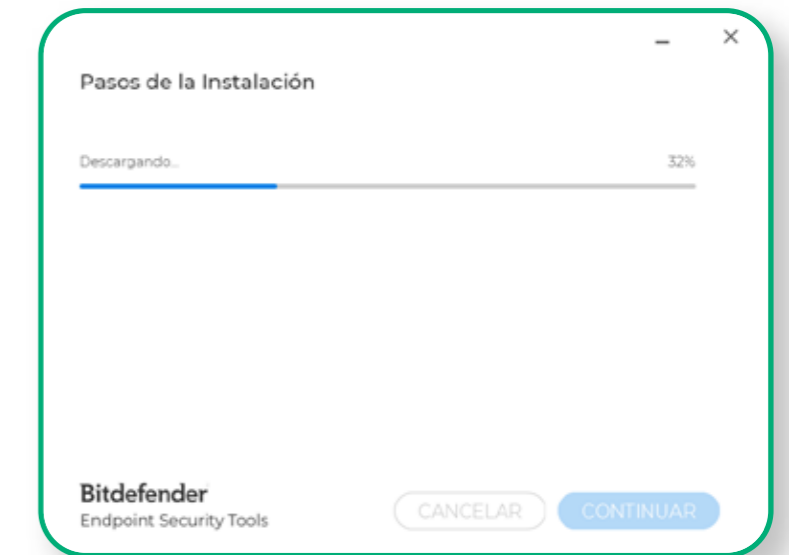 Pasos de la Instalación
Descargando... 32%
Bitdefender
Endpoint Security Tools
CANCELAR CONTINUAR